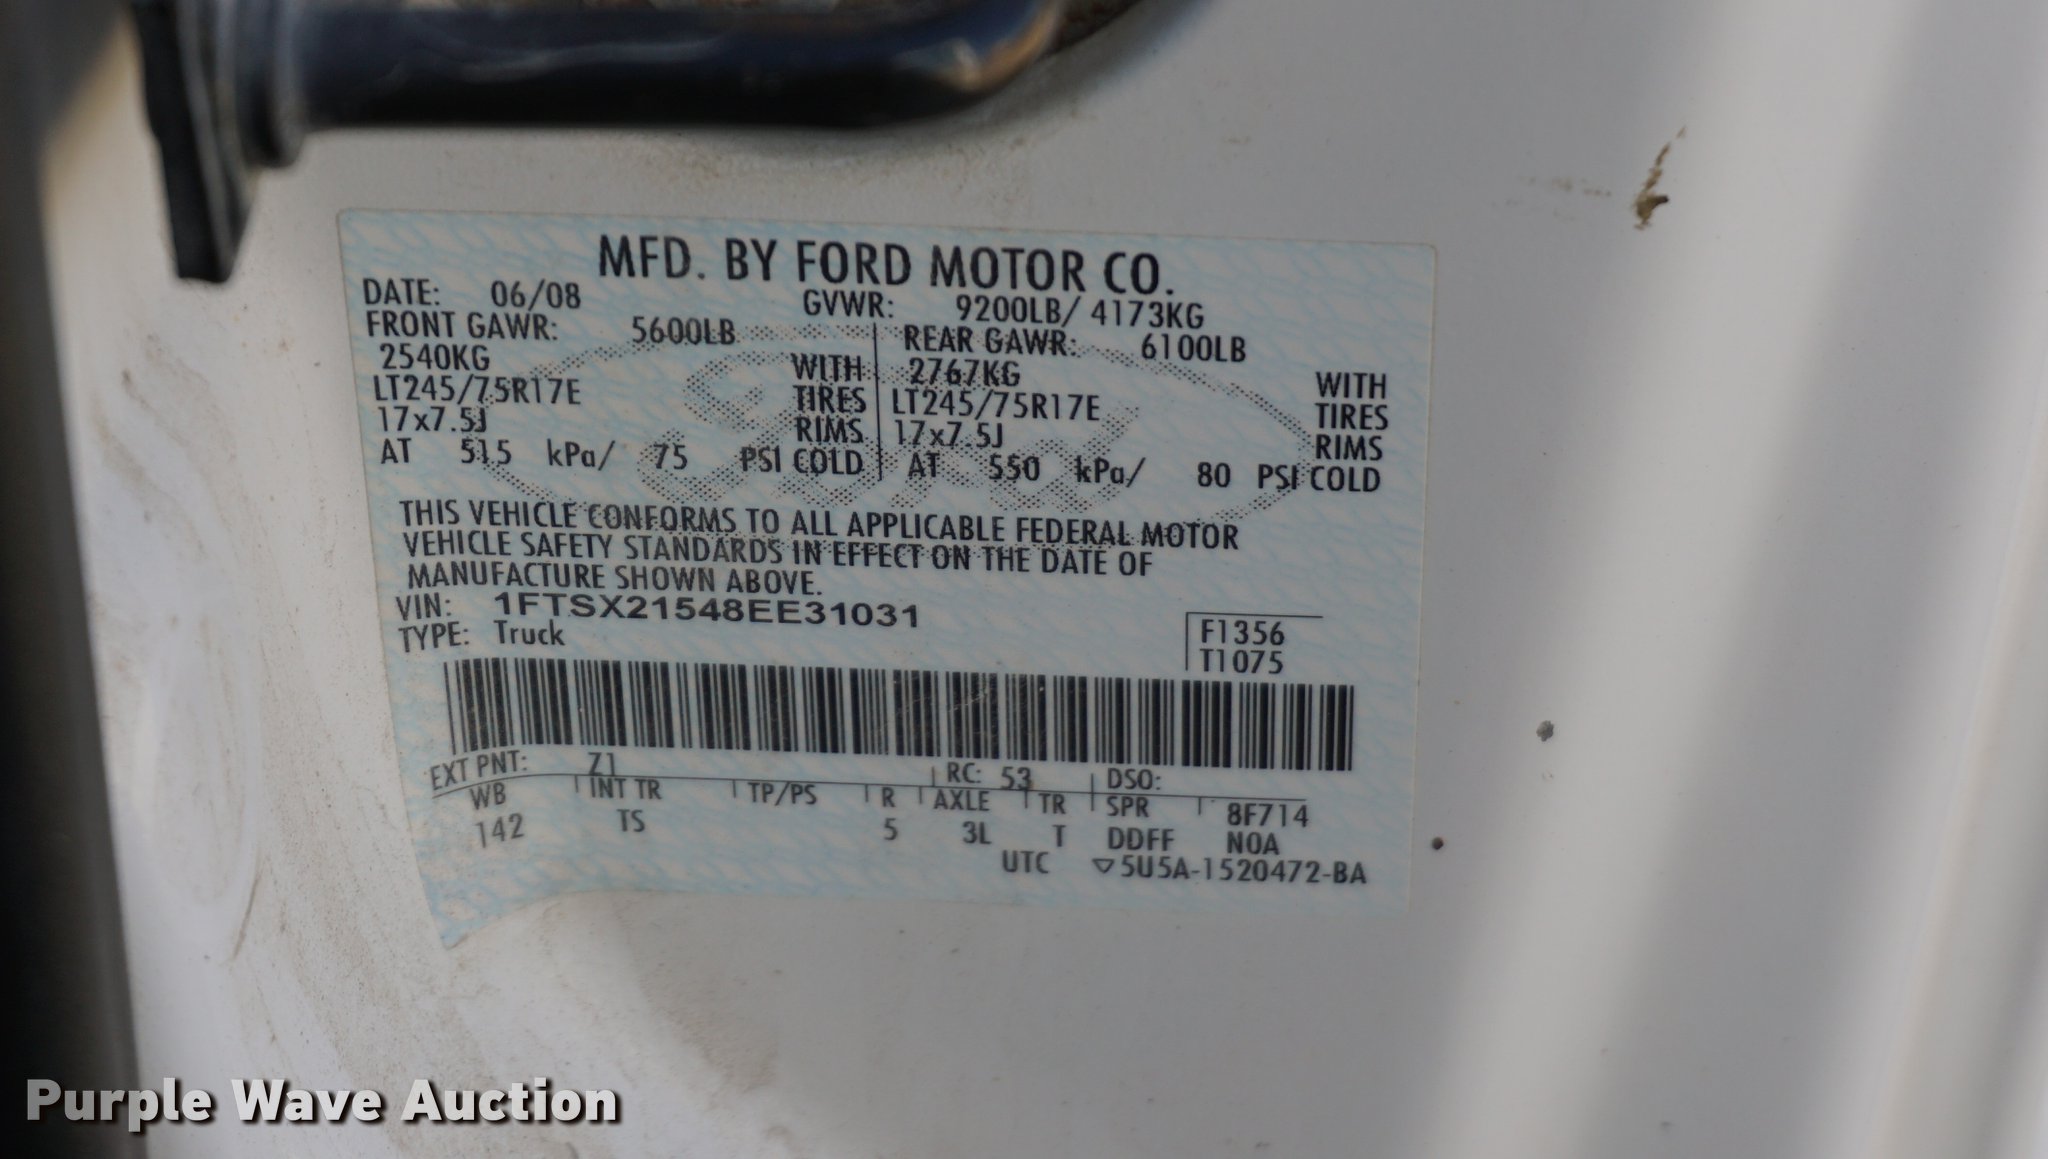 MFD. BY FORD MOTOR CO.
DATE: 06/08 GVWR: 9200LB/ 4173KG
FRONT GAWR: 5600LB REAR GAWR: 6100LB
2540KG WITH 2767KG WITH
LT245/75R17E TIRES LT245/75R17E TIRES
17x7.5J RIMS 17x7.5J RIMS
AT 515 kPa/ 75 PSI COLD AT 550 kPa/ 80 PSI COLD
THIS VEHICLE CONFORMS TO ALL APPLICABLE FEDERAL MOTOR
VEHICLE SAFETY STANDARDS IN EFFECT ON THE DATE OF
MANUFACTURE SHOWN ABOVE.
VIN: 1FTSX21548EE31031
TYPE: Truck
F1356
T1075
EXT PNT: Z1 RC: 53 DSO:
WB INT TR TP/PS R AXLE TR SPR 8F714
142 TS 5 3L T DDFF N0A
UTC ▽5U5A-1520472-BA
Purple Wave Auction